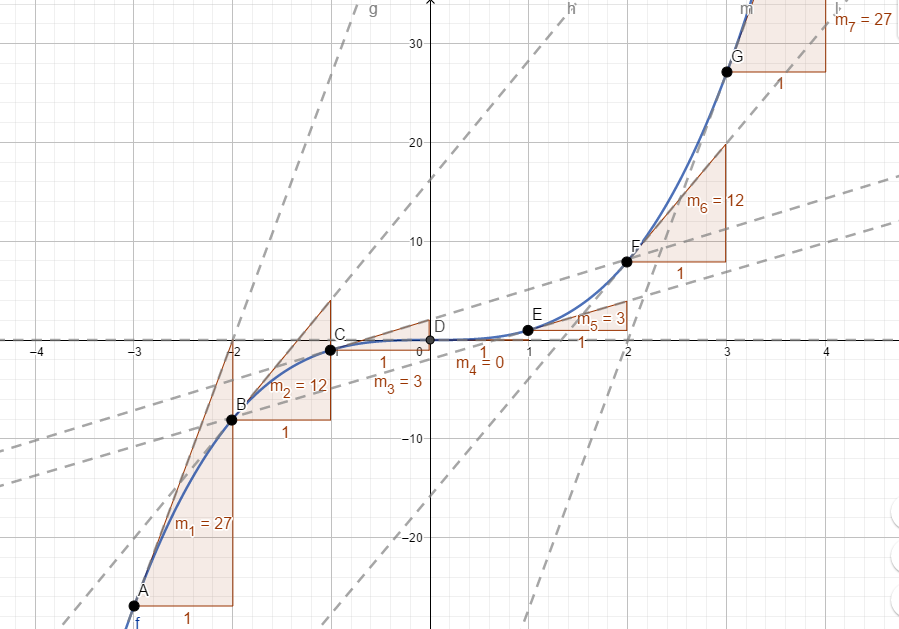 g
h
m
l
m₇ = 27
30
G
1
20
m₆ = 12
10
F
1
E
m₅ = 3
C
D
−4
−3
−2
−1
0
1
2
3
4
1
1
1
m₄ = 0
m₃ = 3
m₂ = 12
B
1
−10
m₁ = 27
−20
A
1
f